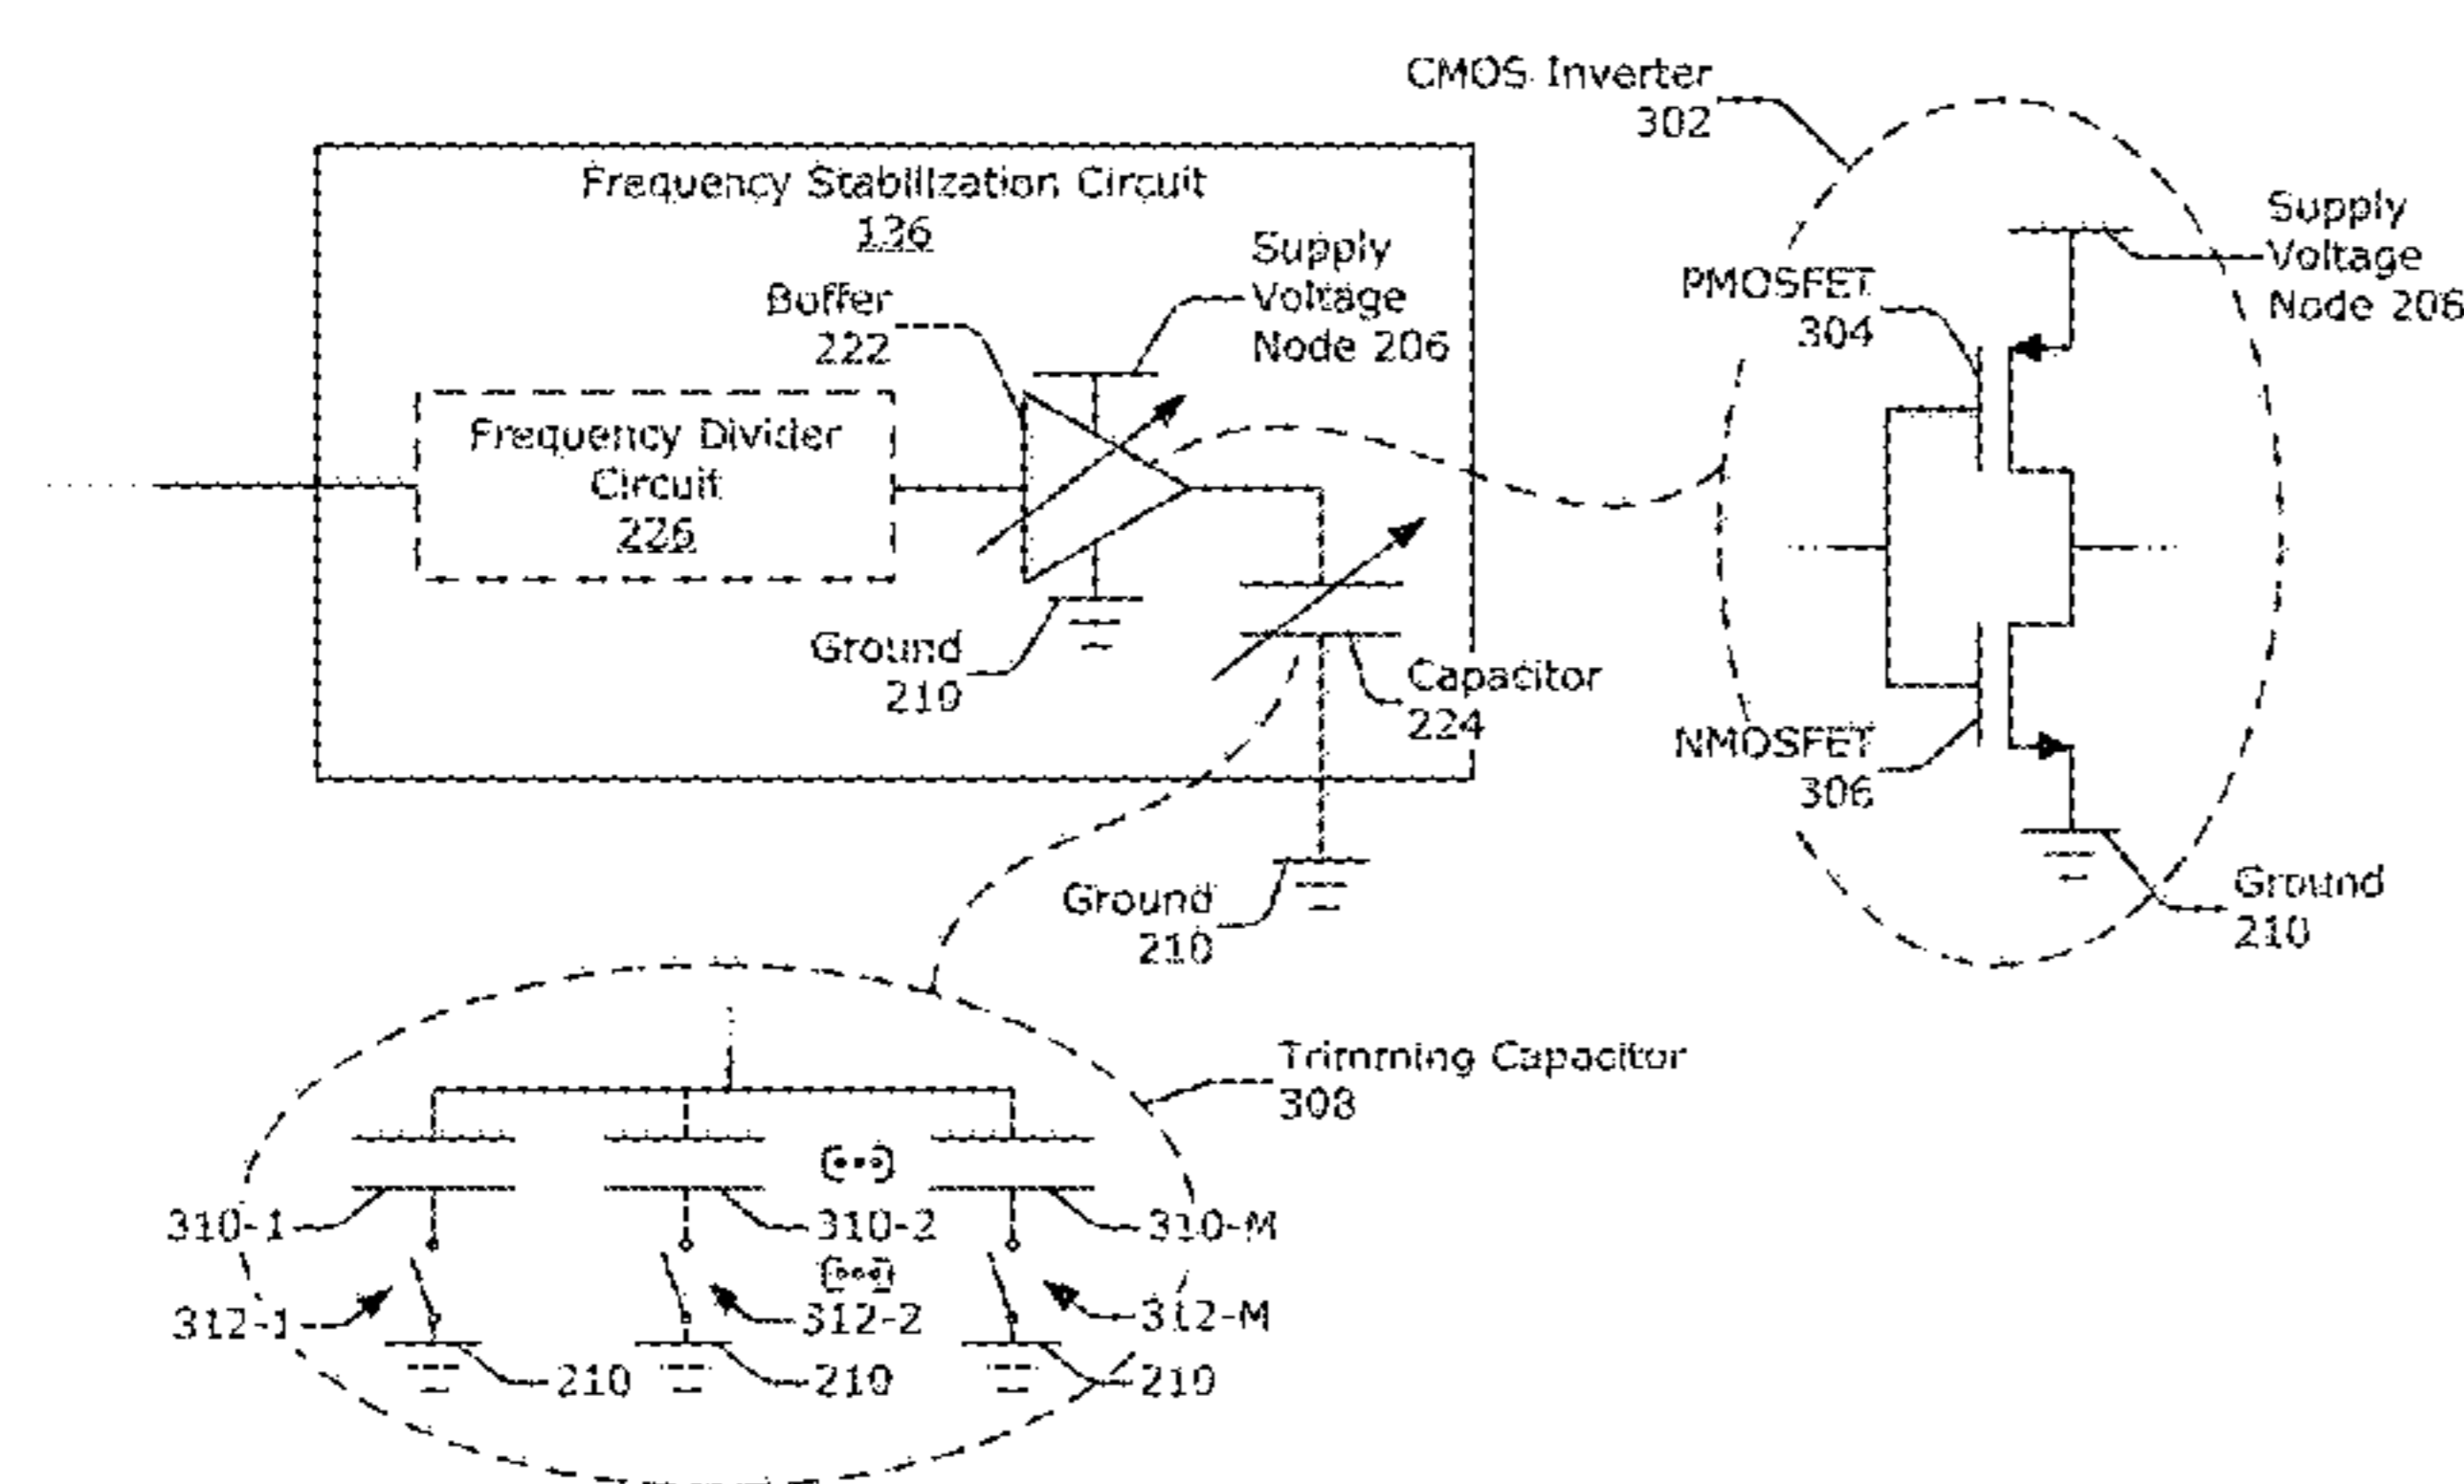 CMOS Inverter
302
Frequency Stabilization Circuit
126
Supply
Voltage
Node 206
Buffer
222
Supply
Voltage
Node 206
PMOSFET
304
Frequency Divider
Circuit
226
Ground
210
Capacitor
224
NMOSFET
306
Ground
210
Ground
210
Trimming Capacitor
308
310-1
310-2
310-M
312-1
312-2
312-M
210
210
210